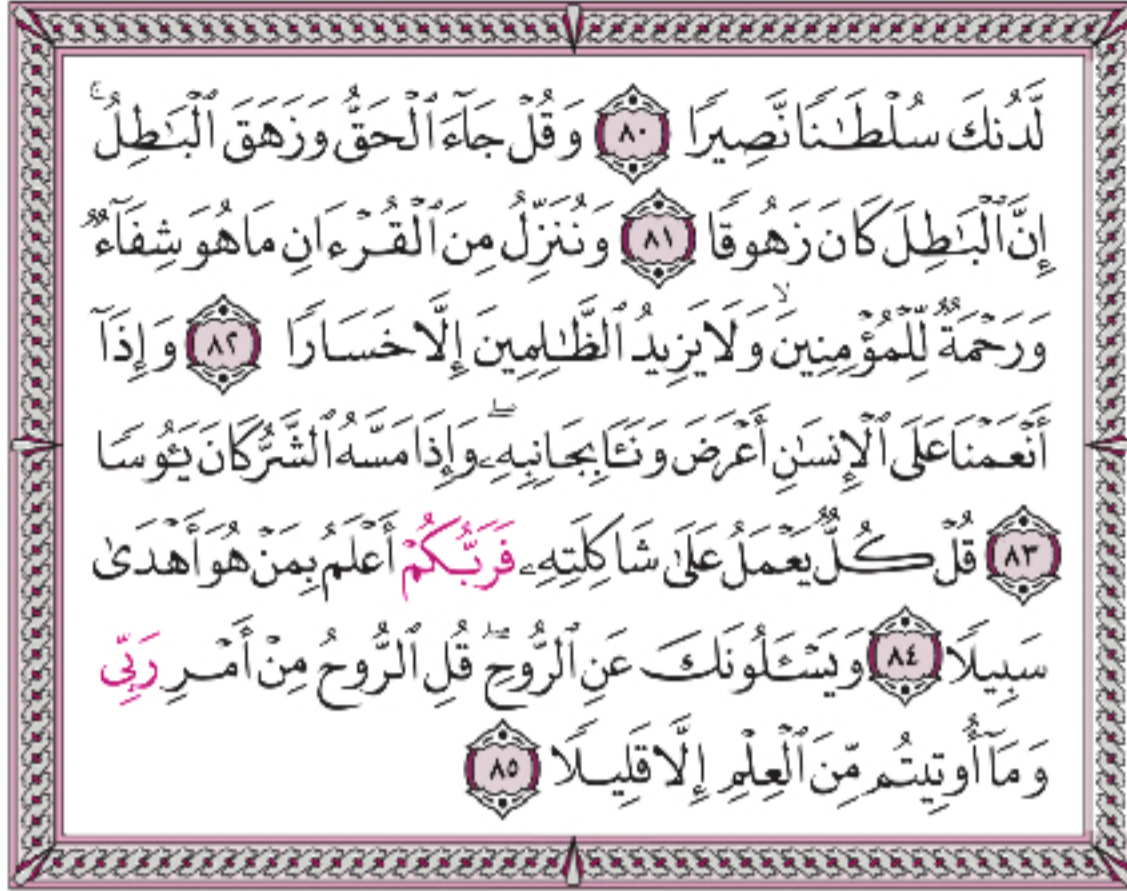 لَّدُنكَ سُلْطَـٰنًا نَّصِيرًا ٨٠ وَقُلْ جَآءَ ٱلْحَقُّ وَزَهَقَ ٱلْبَـٰطِلُ ۚ
إِنَّ ٱلْبَـٰطِلَ كَانَ زَهُوقًا ٨١ وَنُنَزِّلُ مِنَ ٱلْقُرْءَانِ مَا هُوَ شِفَآءٌ
وَرَحْمَةٌ لِّلْمُؤْمِنِينَ ۙ وَلَا يَزِيدُ ٱلظَّـٰلِمِينَ إِلَّا خَسَارًا ٨٢ وَإِذَآ
أَنْعَمْنَا عَلَى ٱلْإِنسَـٰنِ أَعْرَضَ وَنَـَٔا بِجَانِبِهِۦ ۖ وَإِذَا مَسَّهُ ٱلشَّرُّ كَانَ يَـُٔوسًا
٨٣ قُلْ كُلٌّ يَعْمَلُ عَلَىٰ شَاكِلَتِهِۦ فَرَبُّكُمْ أَعْلَمُ بِمَنْ هُوَ أَهْدَىٰ
سَبِيلًا ٨٤ وَيَسْـَٔلُونَكَ عَنِ ٱلرُّوحِ ۖ قُلِ ٱلرُّوحُ مِنْ أَمْرِ رَبِّى
وَمَآ أُوتِيتُم مِّنَ ٱلْعِلْمِ إِلَّا قَلِيلًا ٨٥